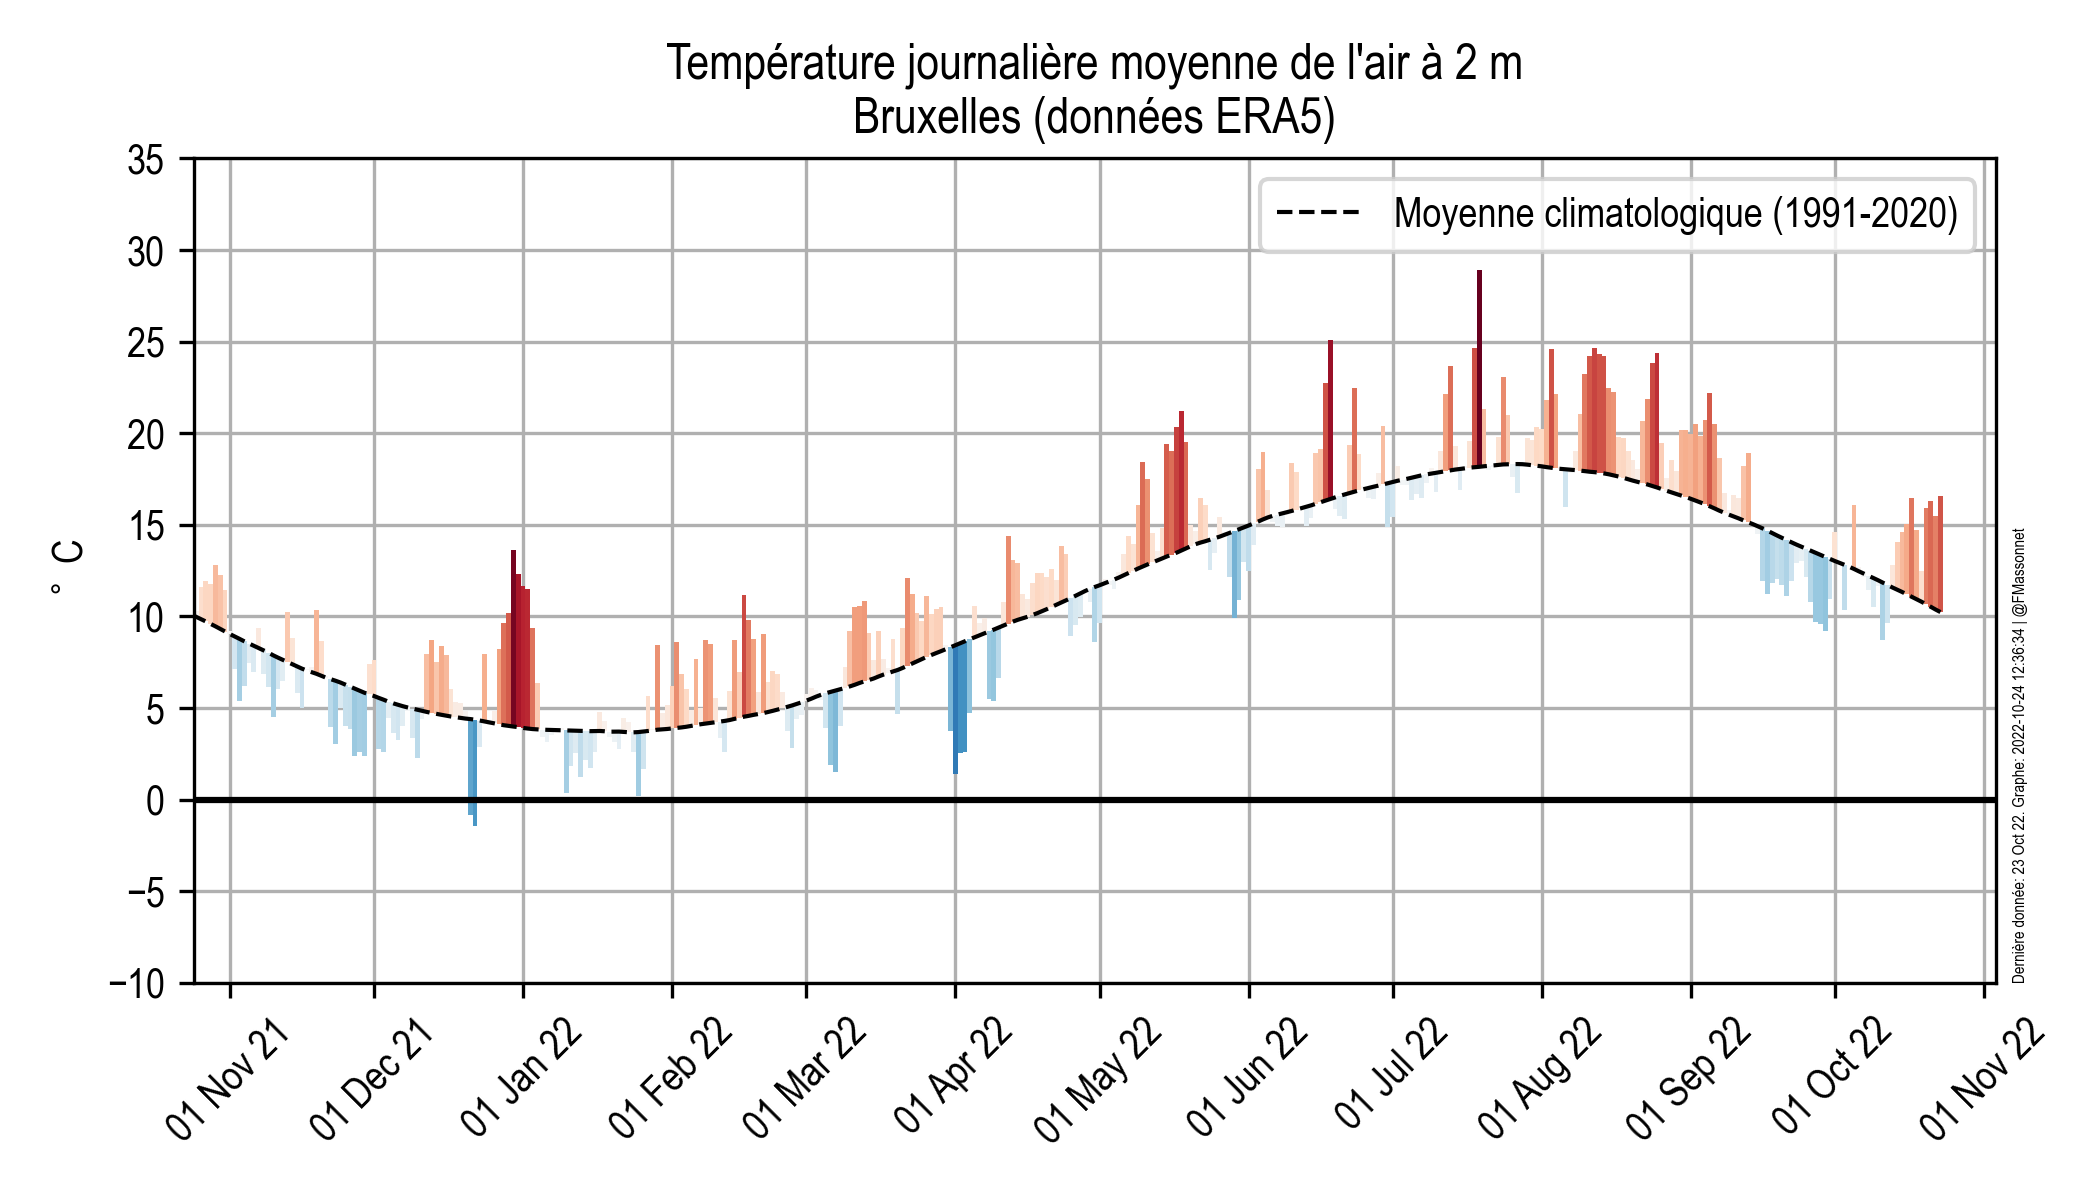 Température journalière moyenne de l'air à 2 m
Bruxelles (données ERA5)
35
30
25
20
15
10
5
0
−5
−10
° C
Moyenne climatologique (1991-2020)
01 Nov 21
01 Dec 21
01 Jan 22
01 Feb 22
01 Mar 22
01 Apr 22
01 May 22
01 Jun 22
01 Jul 22
01 Aug 22
01 Sep 22
01 Oct 22
01 Nov 22
Dernière donnée: 23 Oct 22. Graphe: 2022-10-24 12:36:34 | @FMassonnet